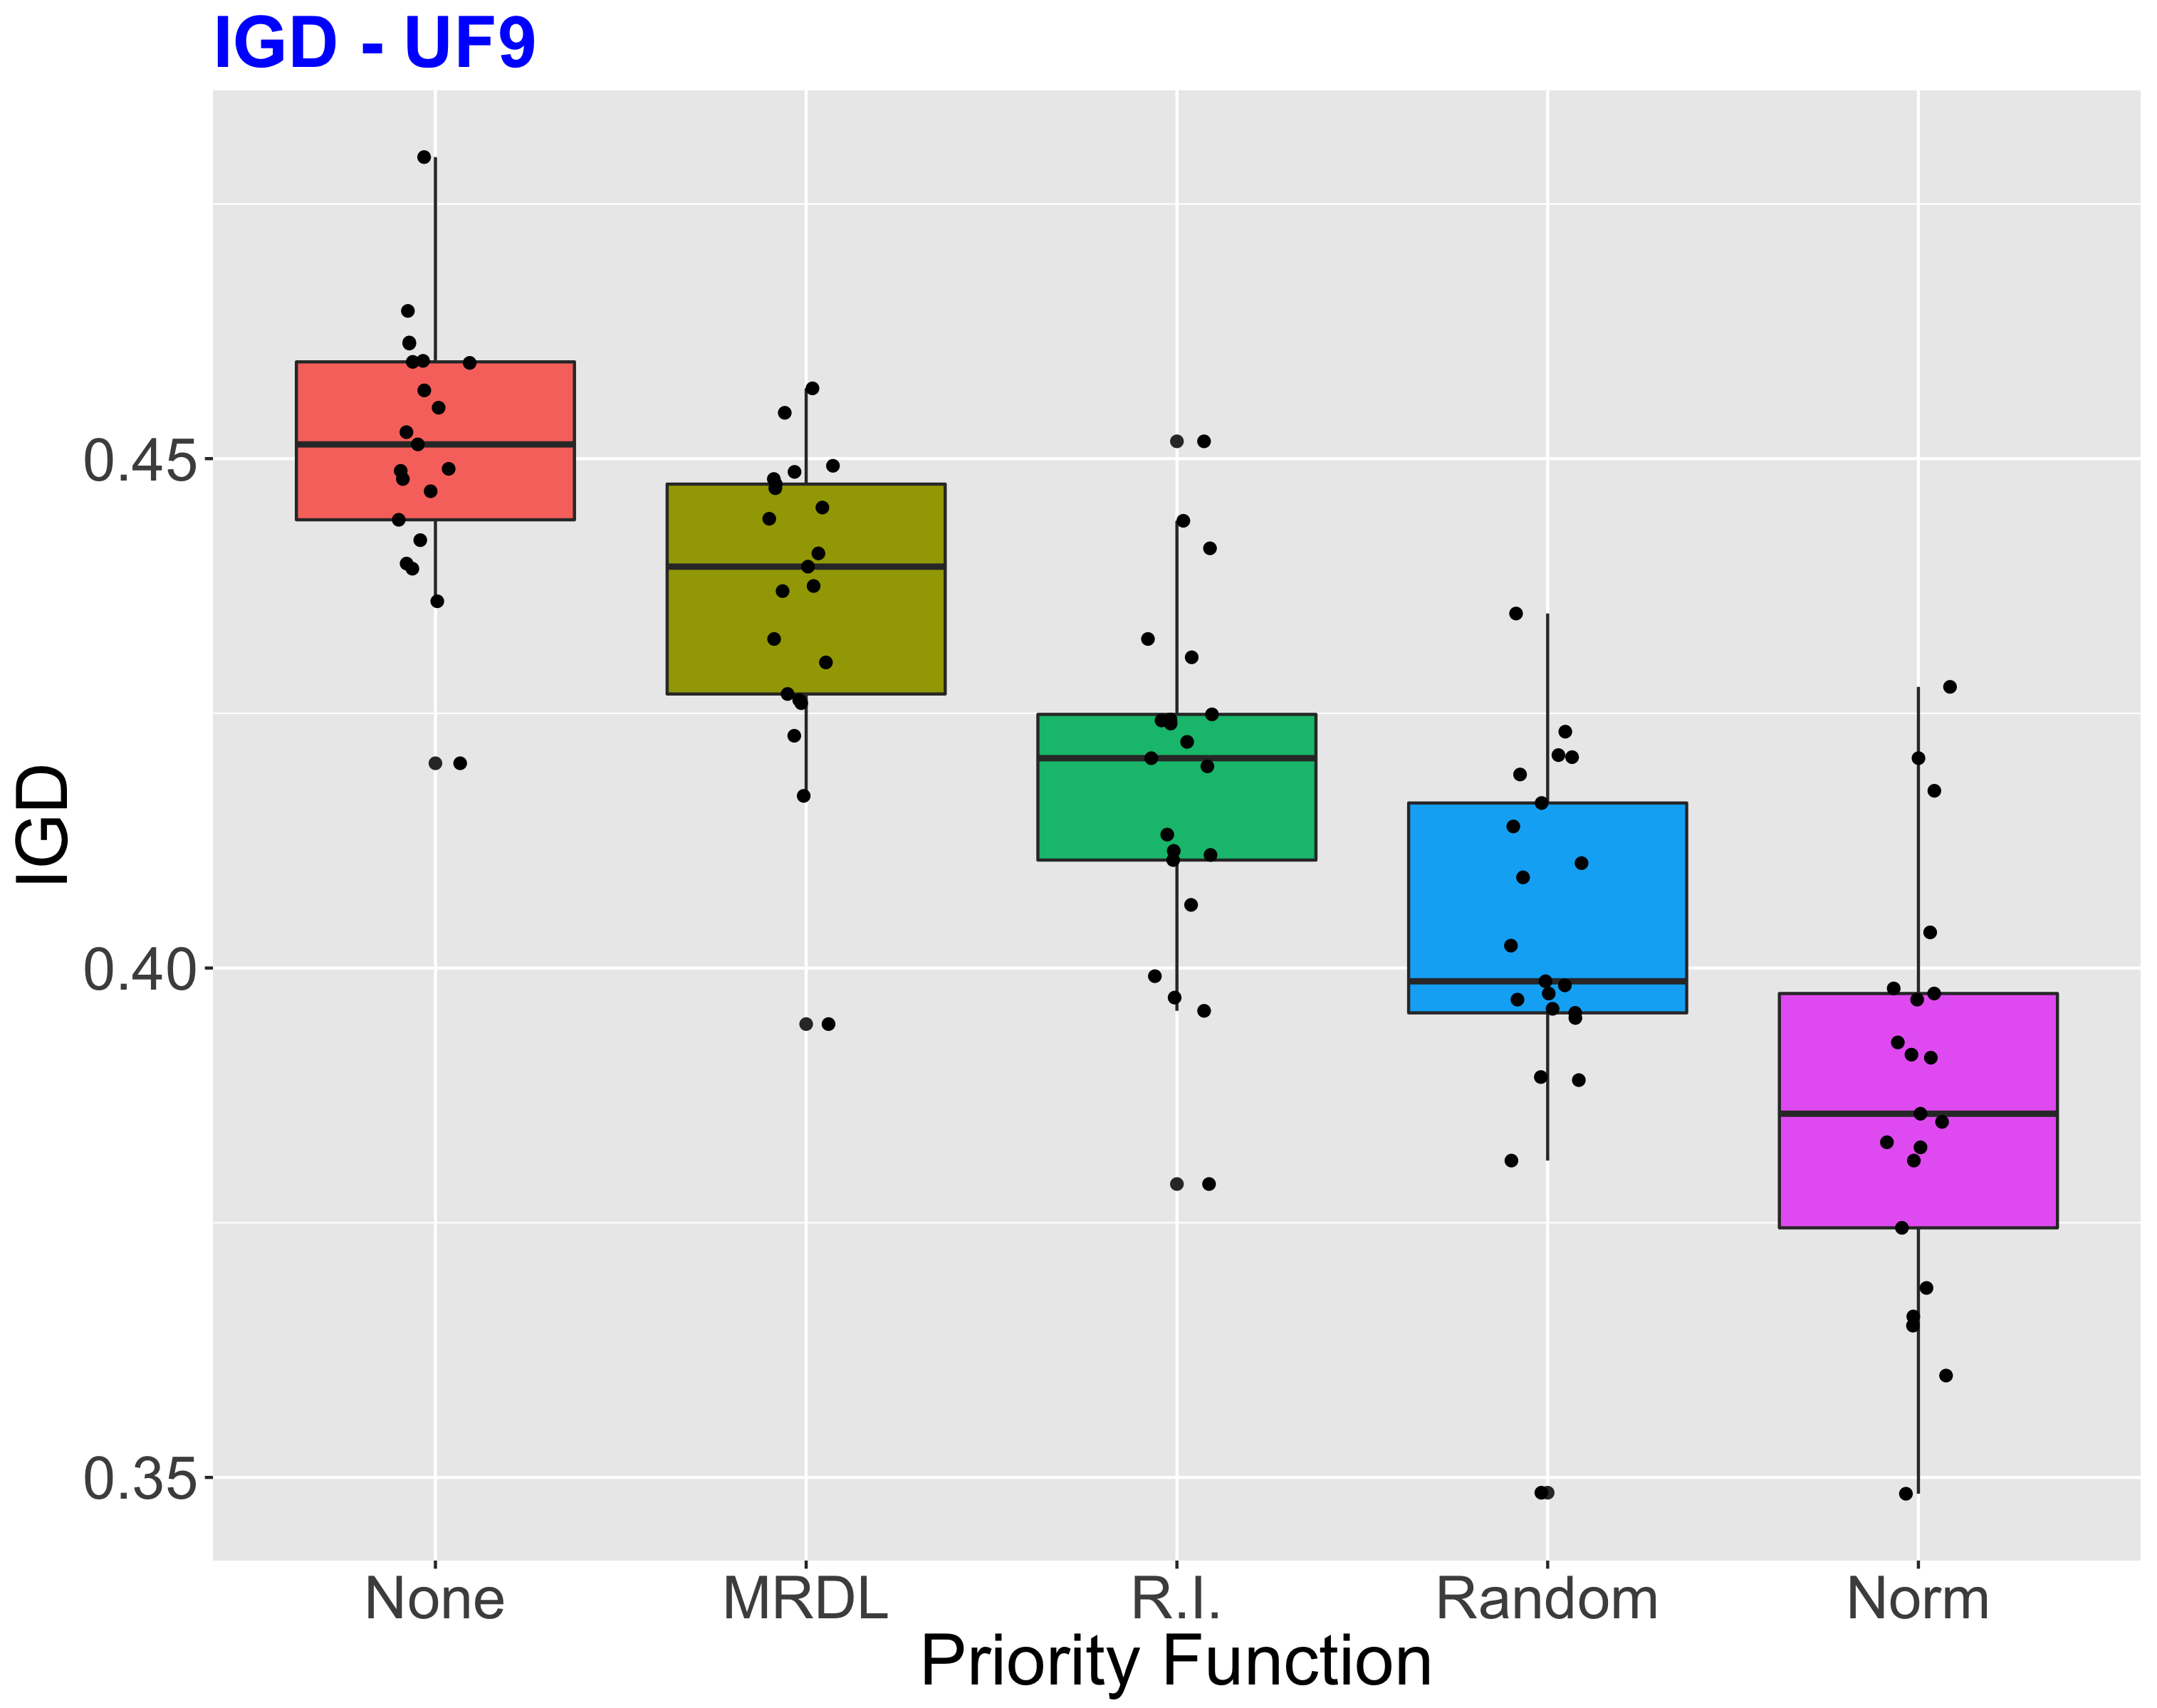 IGD - UF9
IGD
0.45
0.40
0.35
None MRDL R.I. Random Norm
Priority Function